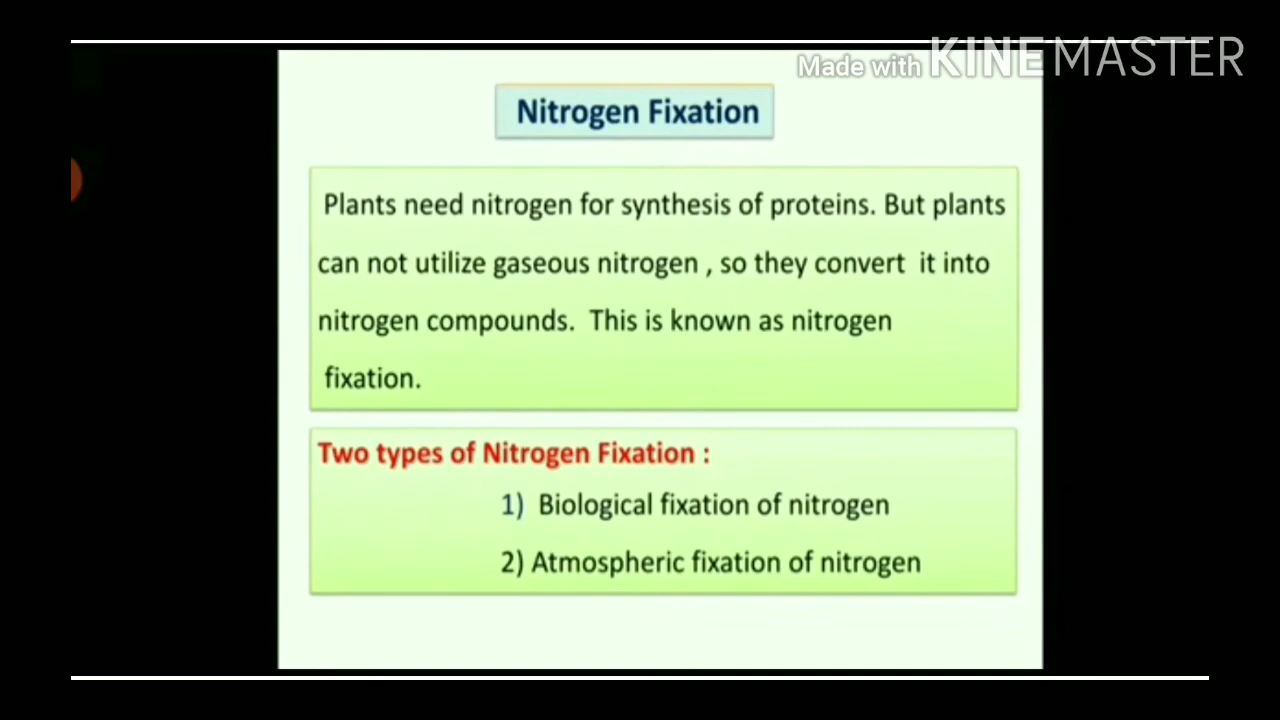 Made with KINEMASTER
Nitrogen Fixation
Plants need nitrogen for synthesis of proteins. But plants
can not utilize gaseous nitrogen , so they convert it into
nitrogen compounds. This is known as nitrogen
fixation.
Two types of Nitrogen Fixation :
1) Biological fixation of nitrogen
2) Atmospheric fixation of nitrogen